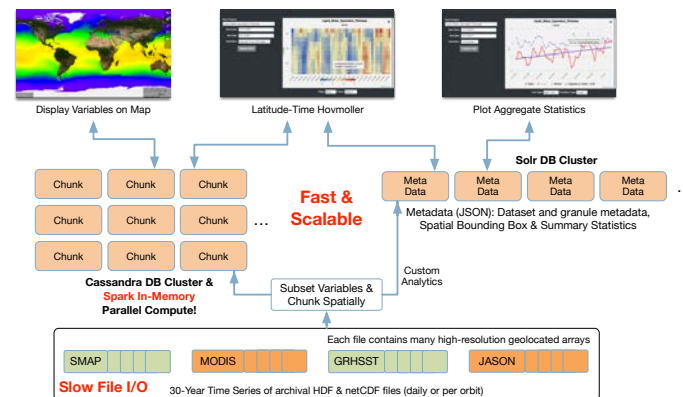 Display Variables on Map
Latitude-Time Hovmoller
Plot Aggregate Statistics
Solr DB Cluster
Chunk
Chunk
Chunk
Meta
Data
Meta
Data
Meta
Data
Meta
Data
.
Fast &
Scalable
Chunk
Chunk
Chunk
...
Metadata (JSON): Dataset and granule metadata,
Spatial Bounding Box & Summary Statistics
Chunk
Chunk
Chunk
Cassandra DB Cluster &
Spark In-Memory
Parallel Compute!
Subset Variables &
Chunk Spatially
Custom
Analytics
Each file contains many high-resolution geolocated arrays
SMAP
MODIS
GRHSST
JASON
Slow File I/O
30-Year Time Series of archival HDF & netCDF files (daily or per orbit)